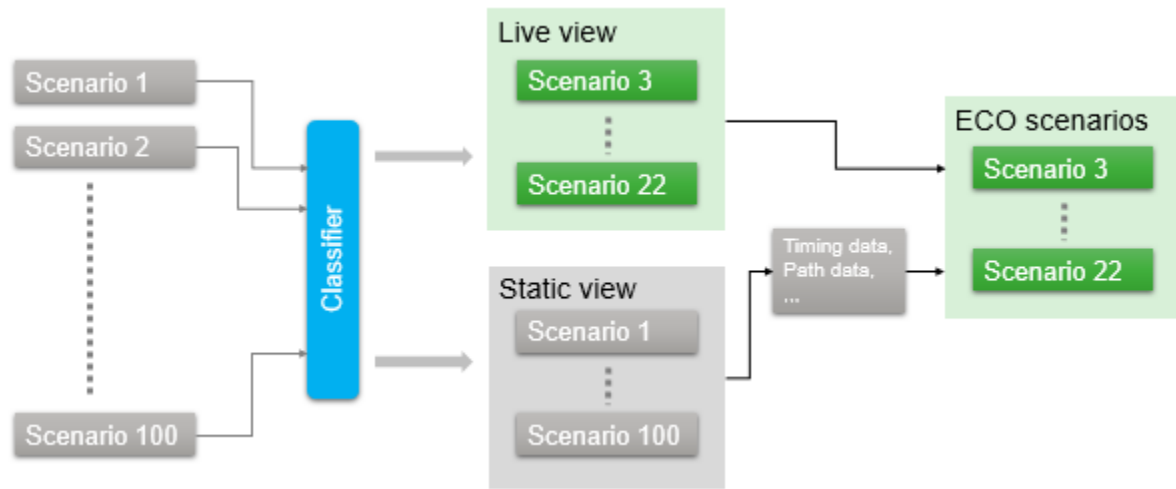 Scenario 1
Scenario 2
Scenario 100
Classifier
Live view
Scenario 3
Scenario 22
Static view
Scenario 1
Scenario 100
Timing data,
Path data,
...
ECO scenarios
Scenario 3
Scenario 22